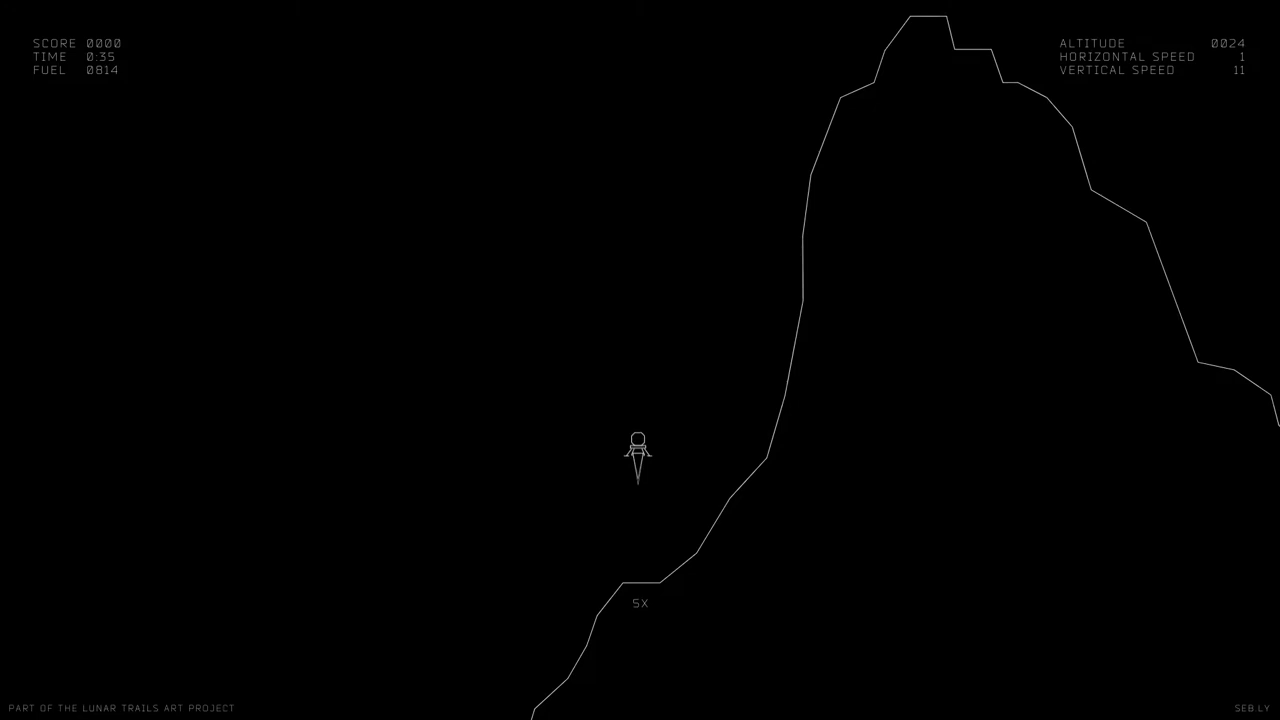 SCORE 0000
TIME 0:35
FUEL 0814
ALTITUDE 0024
HORIZONTAL SPEED 1
VERTICAL SPEED 11
5X
PART OF THE LUNAR TRAILS ART PROJECT
SEB.LY